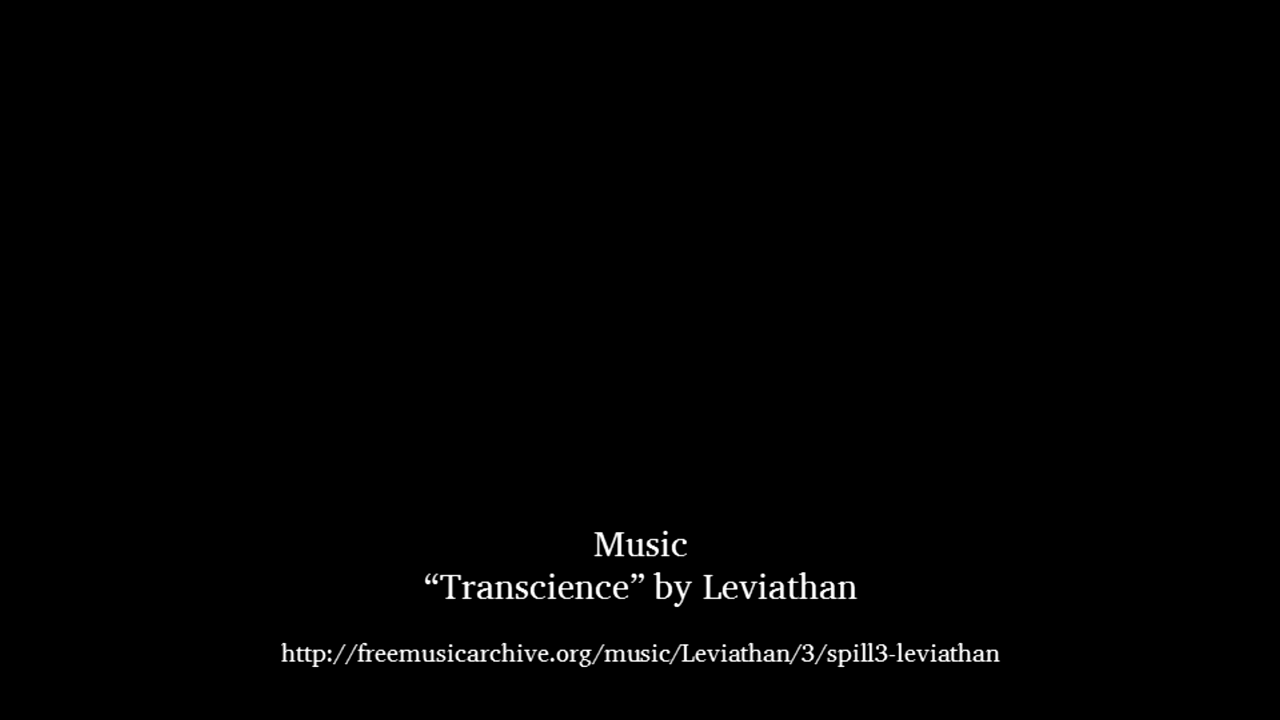 Music
“Transcience” by Leviathan
http://freemusicarchive.org/music/Leviathan/3/spill3-leviathan